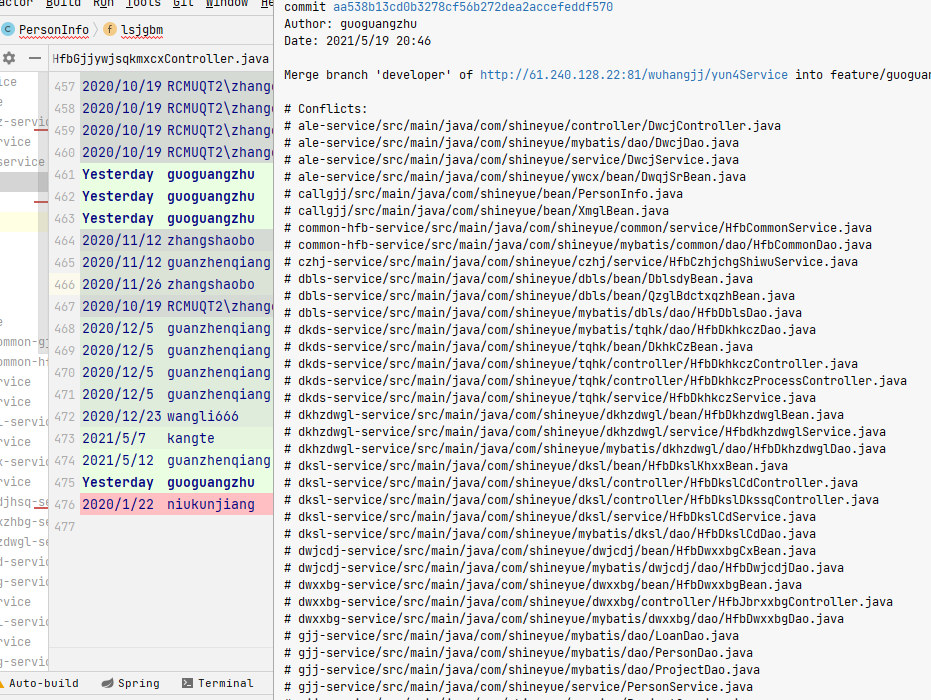 actor Build Run Tools Git Window He
PersonInfo lsjgbm
HfbGjjywjsqkmxcxController.java
457 2020/10/19 RCMUQT2\zhang
458 2020/10/19 RCMUQT2\zhang
459 2020/10/19 RCMUQT2\zhang
460 2020/10/19 RCMUQT2\zhang
461 Yesterday guoguangzhu
462 Yesterday guoguangzhu
463 Yesterday guoguangzhu
464 2020/11/12 zhangshaobo
465 2020/11/12 guanzhenqiang
466 2020/11/26 zhangshaobo
467 2020/10/19 RCMUQT2\zhang
468 2020/12/5 guanzhenqiang
469 2020/12/5 guanzhenqiang
470 2020/12/5 guanzhenqiang
471 2020/12/5 guanzhenqiang
472 2020/12/23 wangli666
473 2021/5/7 kangte
474 2021/5/12 guanzhenqiang
475 Yesterday guoguangzhu
476 2020/1/22 niukunjiang
477
Auto-build Spring Terminal
commit aa538b13cd0b3278cf56b272dea2accefeddf570
Author: guoguangzhu
Date: 2021/5/19 20:46
Merge branch 'developer' of http://61.240.128.22:81/wuhangjj/yun4Service into feature/guoguan
# Conflicts:
# ale-service/src/main/java/com/shineyue/controller/DwcjController.java
# ale-service/src/main/java/com/shineyue/mybatis/dao/DwcjDao.java
# ale-service/src/main/java/com/shineyue/service/DwcjService.java
# ale-service/src/main/java/com/shineyue/ywcx/bean/DwqjSrBean.java
# callgjj/src/main/java/com/shineyue/bean/PersonInfo.java
# callgjj/src/main/java/com/shineyue/bean/XmglBean.java
# common-hfb-service/src/main/java/com/shineyue/common/service/HfbCommonService.java
# common-hfb-service/src/main/java/com/shineyue/mybatis/common/dao/HfbCommonDao.java
# czhj-service/src/main/java/com/shineyue/czhj/service/HfbCzhjchgShiwuService.java
# dbls-service/src/main/java/com/shineyue/dbls/bean/DblsdyBean.java
# dbls-service/src/main/java/com/shineyue/dbls/bean/QzglBdctxqzhBean.java
# dbls-service/src/main/java/com/shineyue/mybatis/dbls/dao/HfbDblsDao.java
# dkds-service/src/main/java/com/shineyue/mybatis/tqhk/dao/HfbDkhkczDao.java
# dkds-service/src/main/java/com/shineyue/tqhk/bean/DkhkCzBean.java
# dkds-service/src/main/java/com/shineyue/tqhk/controller/HfbDkhkczController.java
# dkds-service/src/main/java/com/shineyue/tqhk/controller/HfbDkhkczProcessController.java
# dkds-service/src/main/java/com/shineyue/tqhk/service/HfbDkhkczService.java
# dkhzdwgl-service/src/main/java/com/shineyue/dkhzdwgl/bean/HfbDkhzdwglBean.java
# dkhzdwgl-service/src/main/java/com/shineyue/dkhzdwgl/service/HfbdkhzdwglService.java
# dkhzdwgl-service/src/main/java/com/shineyue/mybatis/dkhzdwgl/dao/HfbDkhzdwglDao.java
# dksl-service/src/main/java/com/shineyue/dksl/bean/HfbDkslKhxxBean.java
# dksl-service/src/main/java/com/shineyue/dksl/controller/HfbDkslCdController.java
# dksl-service/src/main/java/com/shineyue/dksl/controller/HfbDkslDkssqController.java
# dksl-service/src/main/java/com/shineyue/dksl/service/HfbDkslCdService.java
# dksl-service/src/main/java/com/shineyue/mybatis/dksl/dao/HfbDkslCdDao.java
# dwjcdj-service/src/main/java/com/shineyue/dwjcdj/bean/HfbDwxxbgCxBean.java
# dwjcdj-service/src/main/java/com/shineyue/mybatis/dwjcdj/dao/HfbDwjcdjDao.java
# dwxxbg-service/src/main/java/com/shineyue/dwxxbg/bean/HfbDwxxbgBean.java
# dwxxbg-service/src/main/java/com/shineyue/dwxxbg/controller/HfbJbrxxbgController.java
# dwxxbg-service/src/main/java/com/shineyue/mybatis/dwxxbg/dao/HfbDwxxbgDao.java
# gjj-service/src/main/java/com/shineyue/mybatis/dao/LoanDao.java
# gjj-service/src/main/java/com/shineyue/mybatis/dao/PersonDao.java
# gjj-service/src/main/java/com/shineyue/mybatis/dao/ProjectDao.java
# gjj-service/src/main/java/com/shineyue/service/PersonService.java